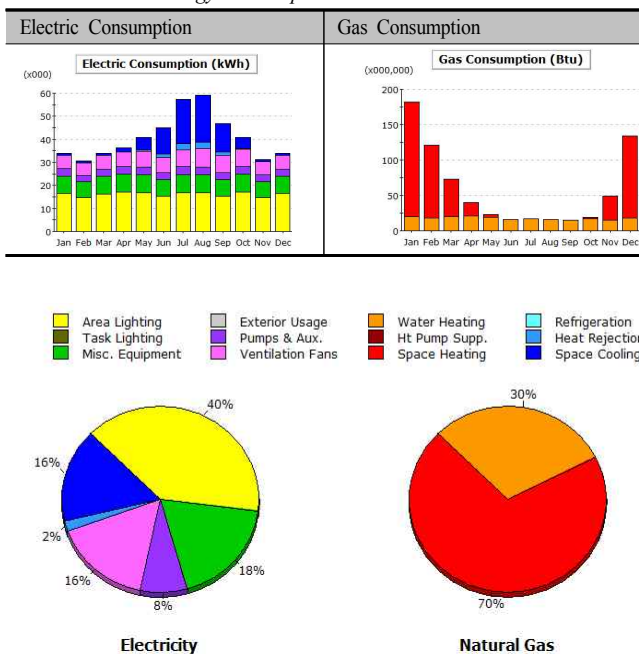 Electric Consumption
Gas Consumption
Electric Consumption (kWh)
(x000)
60
50
40
30
20
10
0
Jan Feb Mar Apr May Jun Jul Aug Sep Oct Nov Dec
Gas Consumption (Btu)
(x000,000)
200
150
100
50
0
Jan Feb Mar Apr May Jun Jul Aug Sep Oct Nov Dec
Area Lighting Exterior Usage Water Heating Refrigeration
Task Lighting Pumps & Aux. Ht Pump Supp. Heat Rejection
Misc. Equipment Ventilation Fans Space Heating Space Cooling
40%
16%
2%
16%
8%
18%
Electricity
30%
70%
Natural Gas